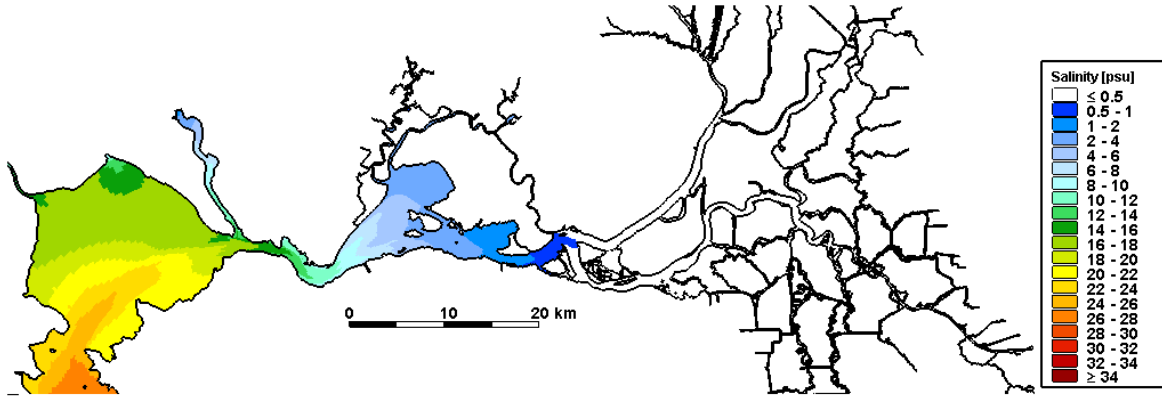 Salinity [psu]
≤ 0.5
0.5 - 1
1 - 2
2 - 4
4 - 6
6 - 8
8 - 10
10 - 12
12 - 14
14 - 16
16 - 18
18 - 20
20 - 22
22 - 24
24 - 26
26 - 28
28 - 30
30 - 32
32 - 34
≥ 34
0 10 20 km